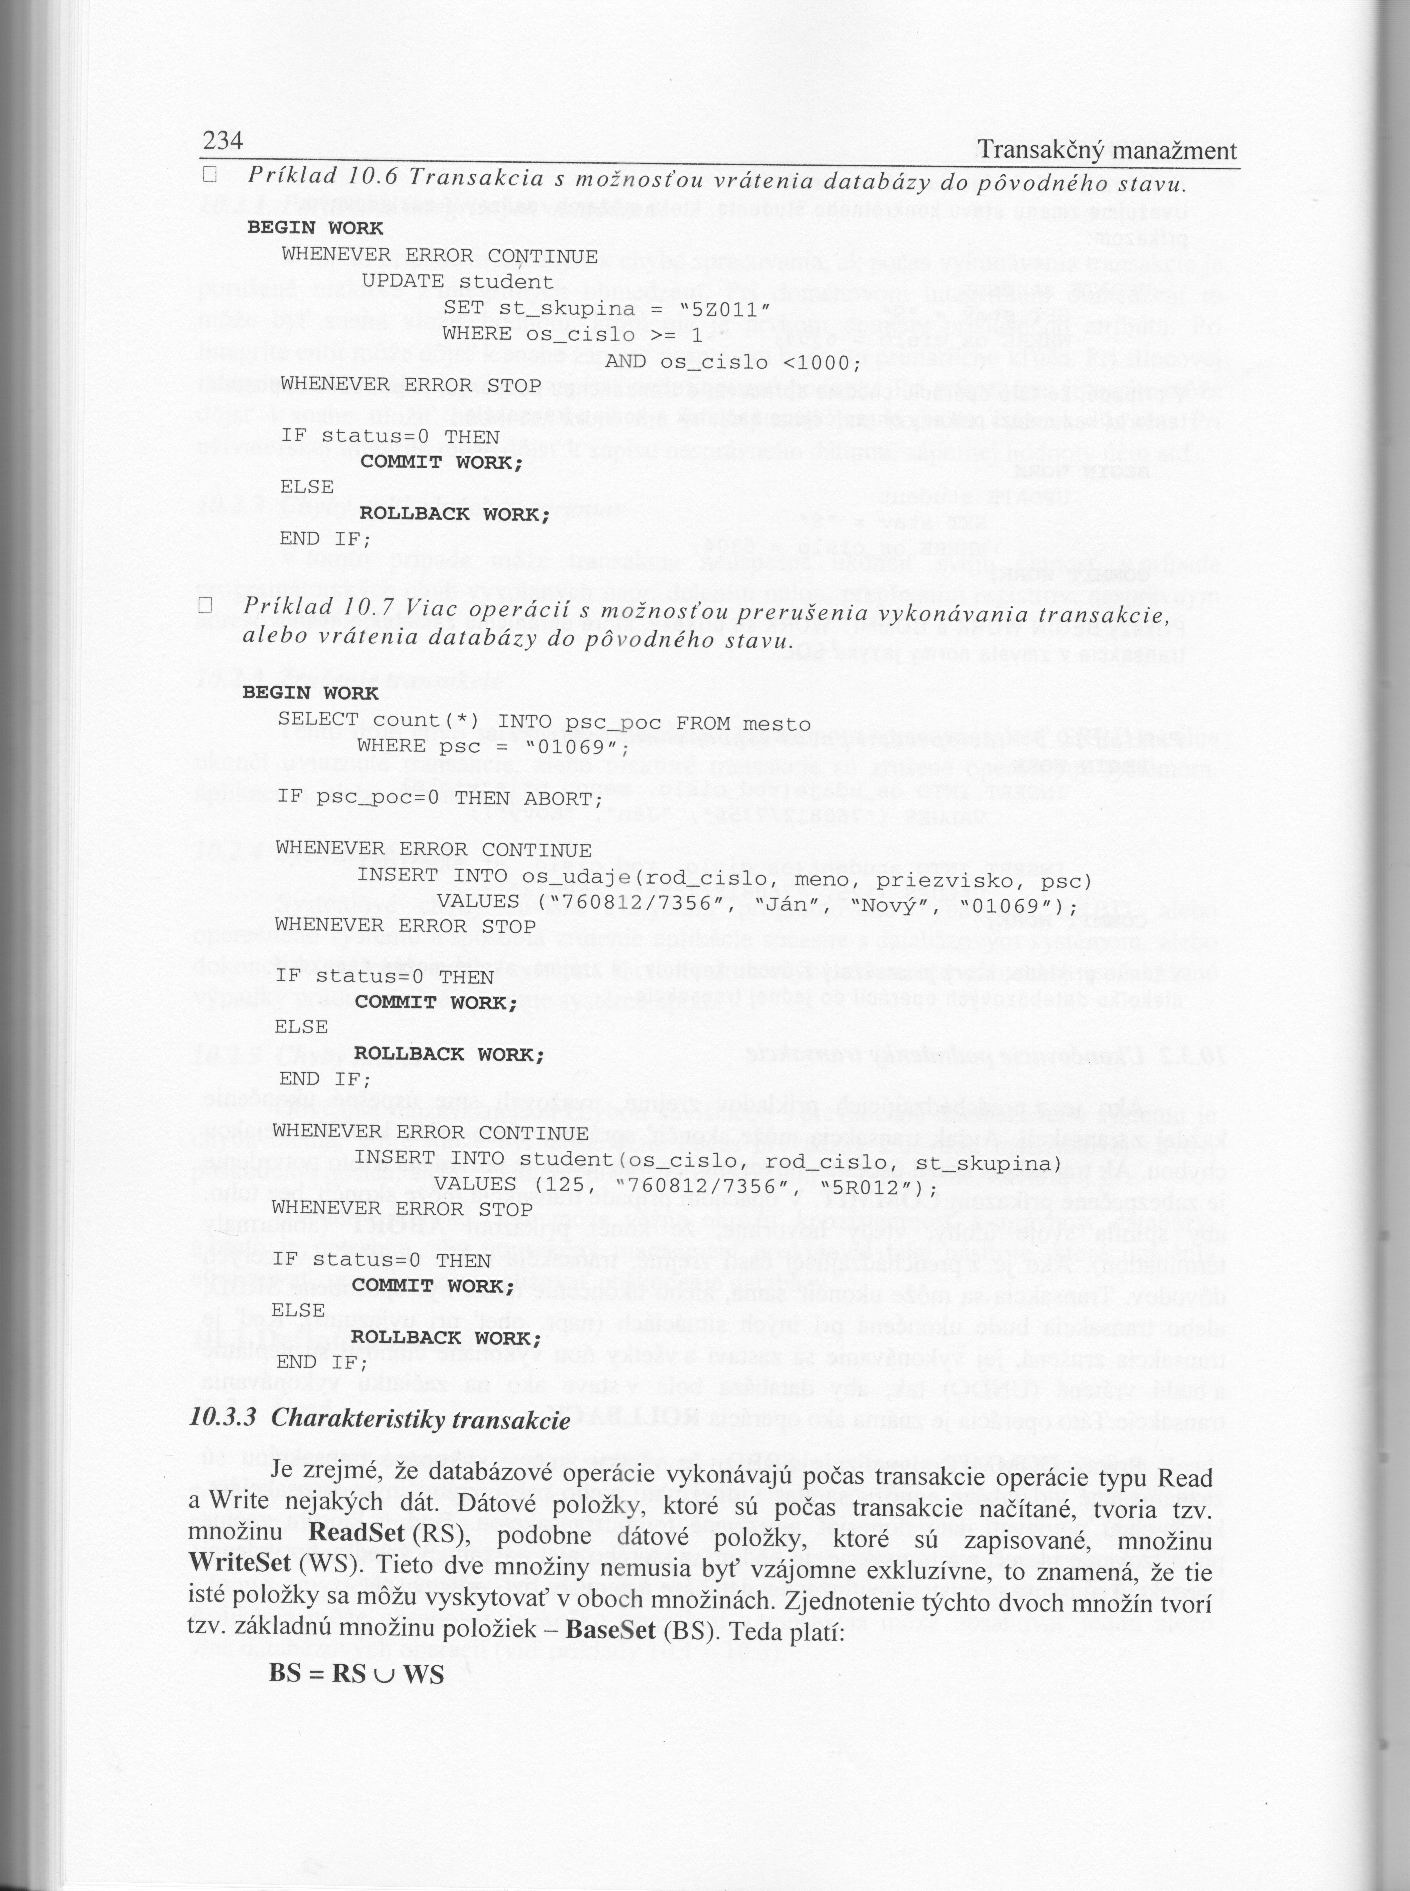 234
Transakčný manažment
Príklad 10.6 Transakcia s možnosťou vrátenia databázy do pôvodného stavu.
BEGIN WORK
WHENEVER ERROR CONTINUE
UPDATE student
SET st_skupina = "5Z011"
WHERE os_cislo >= 1
AND os_cislo <1000;
WHENEVER ERROR STOP
IF status=0 THEN
COMMIT WORK;
ELSE
ROLLBACK WORK;
END IF;
Príklad 10.7 Viac operácií s možnosťou prerušenia vykonávania transakcie,
alebo vrátenia databázy do pôvodného stavu.
BEGIN WORK
SELECT count(*) INTO psc_poc FROM mesto
WHERE psc = "01069";
IF psc_poc=0 THEN ABORT;
WHENEVER ERROR CONTINUE
INSERT INTO os_udaje(rod_cislo, meno, priezvisko, psc)
VALUES ("760812/7356", "Ján", "Nový", "01069");
WHENEVER ERROR STOP
IF status=0 THEN
COMMIT WORK;
ELSE
ROLLBACK WORK;
END IF;
WHENEVER ERROR CONTINUE
INSERT INTO student(os_cislo, rod_cislo, st_skupina)
VALUES (125, "760812/7356", "5R012");
WHENEVER ERROR STOP
IF status=0 THEN
COMMIT WORK;
ELSE
ROLLBACK WORK;
END IF;
10.3.3 Charakteristiky transakcie
Je zrejmé, že databázové operácie vykonávajú počas transakcie operácie typu Read
a Write nejakých dát. Dátové položky, ktoré sú počas transakcie načítané, tvoria tzv.
množinu ReadSet (RS), podobne dátové položky, ktoré sú zapisované, množinu
WriteSet (WS). Tieto dve množiny nemusia byť vzájomne exkluzívne, to znamená, že tie
isté položky sa môžu vyskytovať v oboch množinách. Zjednotenie týchto dvoch množín tvorí
tzv. základnú množinu položiek – BaseSet (BS). Teda platí:
BS = RS ∪ WS